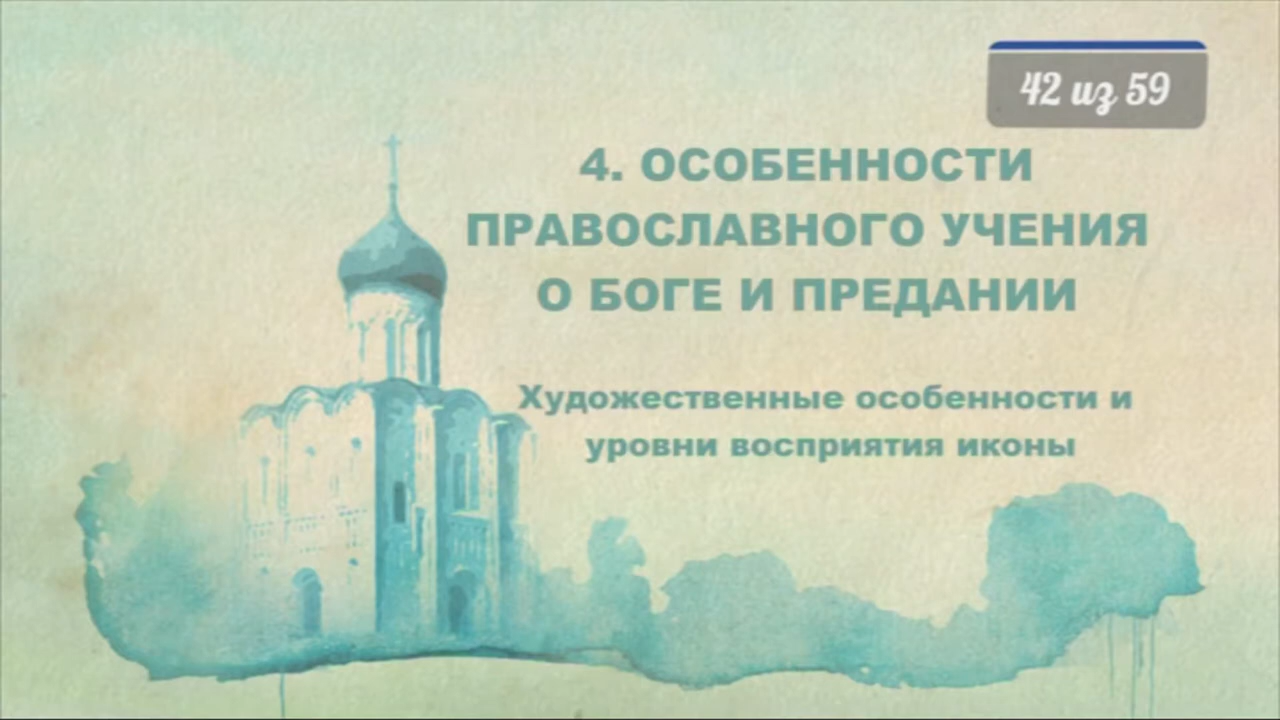 42 из 59
4. ОСОБЕННОСТИ
ПРАВОСЛАВНОГО УЧЕНИЯ
О БОГЕ И ПРЕДАНИИ
Художественные особенности и
уровни восприятия иконы